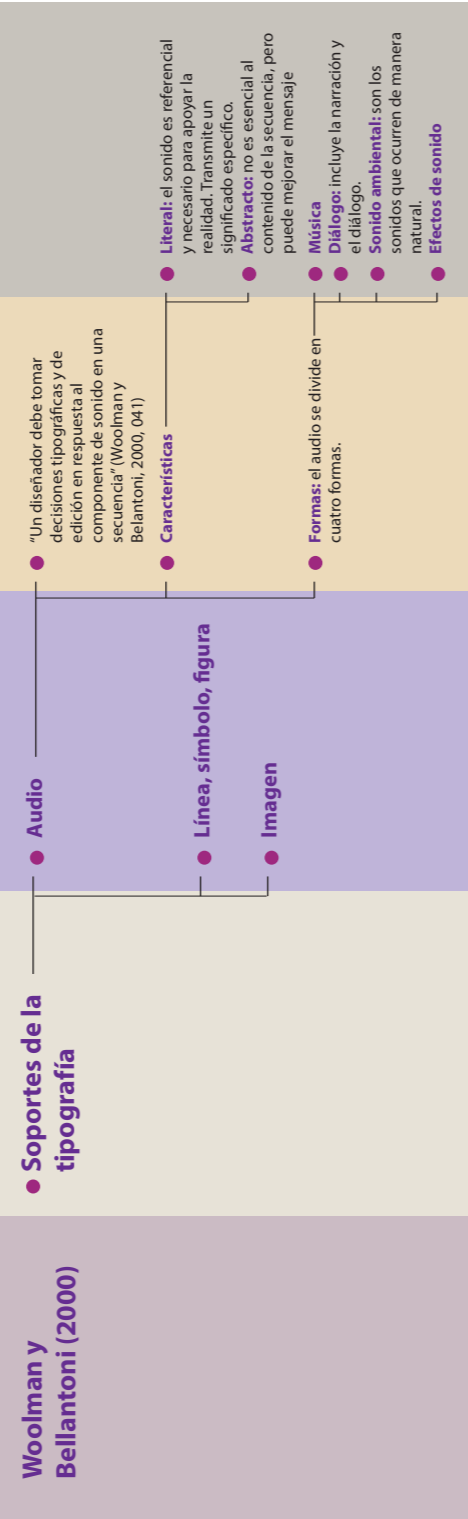 Woolman y
Bellantoni (2000)
Soportes de la
tipografía
Audio
Línea, símbolo, figura
Imagen
“Un diseñador debe tomar
decisiones tipográficas y de
edición en respuesta al
componente de sonido en una
secuencia” (Woolman y
Belantoni, 2000, 041)
Características
Formas: el audio se divide en
cuatro formas.
Literal: el sonido es referencial
y necesario para apoyar la
realidad. Transmite un
significado específico.
Abstracto: no es esencial al
contenido de la secuencia, pero
puede mejorar el mensaje
Música
Diálogo: incluye la narración y
el diálogo.
Sonido ambiental: son los
sonidos que ocurren de manera
natural.
Efectos de sonido